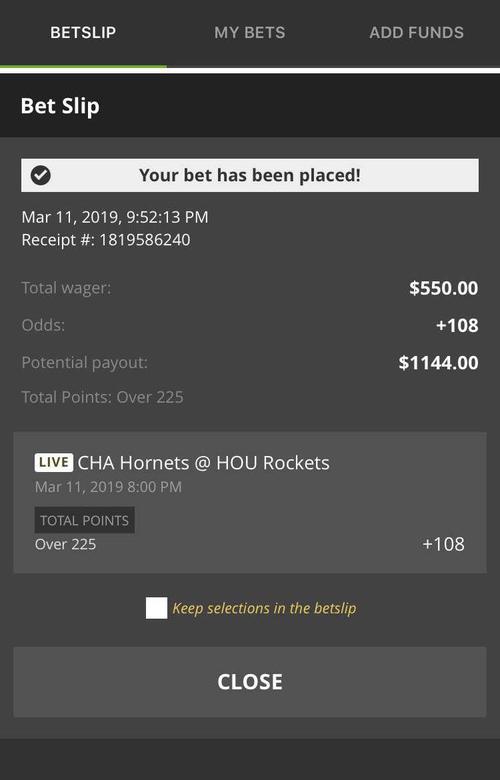 BETSLIP MY BETS ADD FUNDS
Bet Slip
Your bet has been placed!
Mar 11, 2019, 9:52:13 PM
Receipt #: 1819586240
Total wager: $550.00
Odds: +108
Potential payout: $1144.00
Total Points: Over 225
LIVE CHA Hornets @ HOU Rockets
Mar 11, 2019 8:00 PM
TOTAL POINTS
Over 225 +108
Keep selections in the betslip
CLOSE